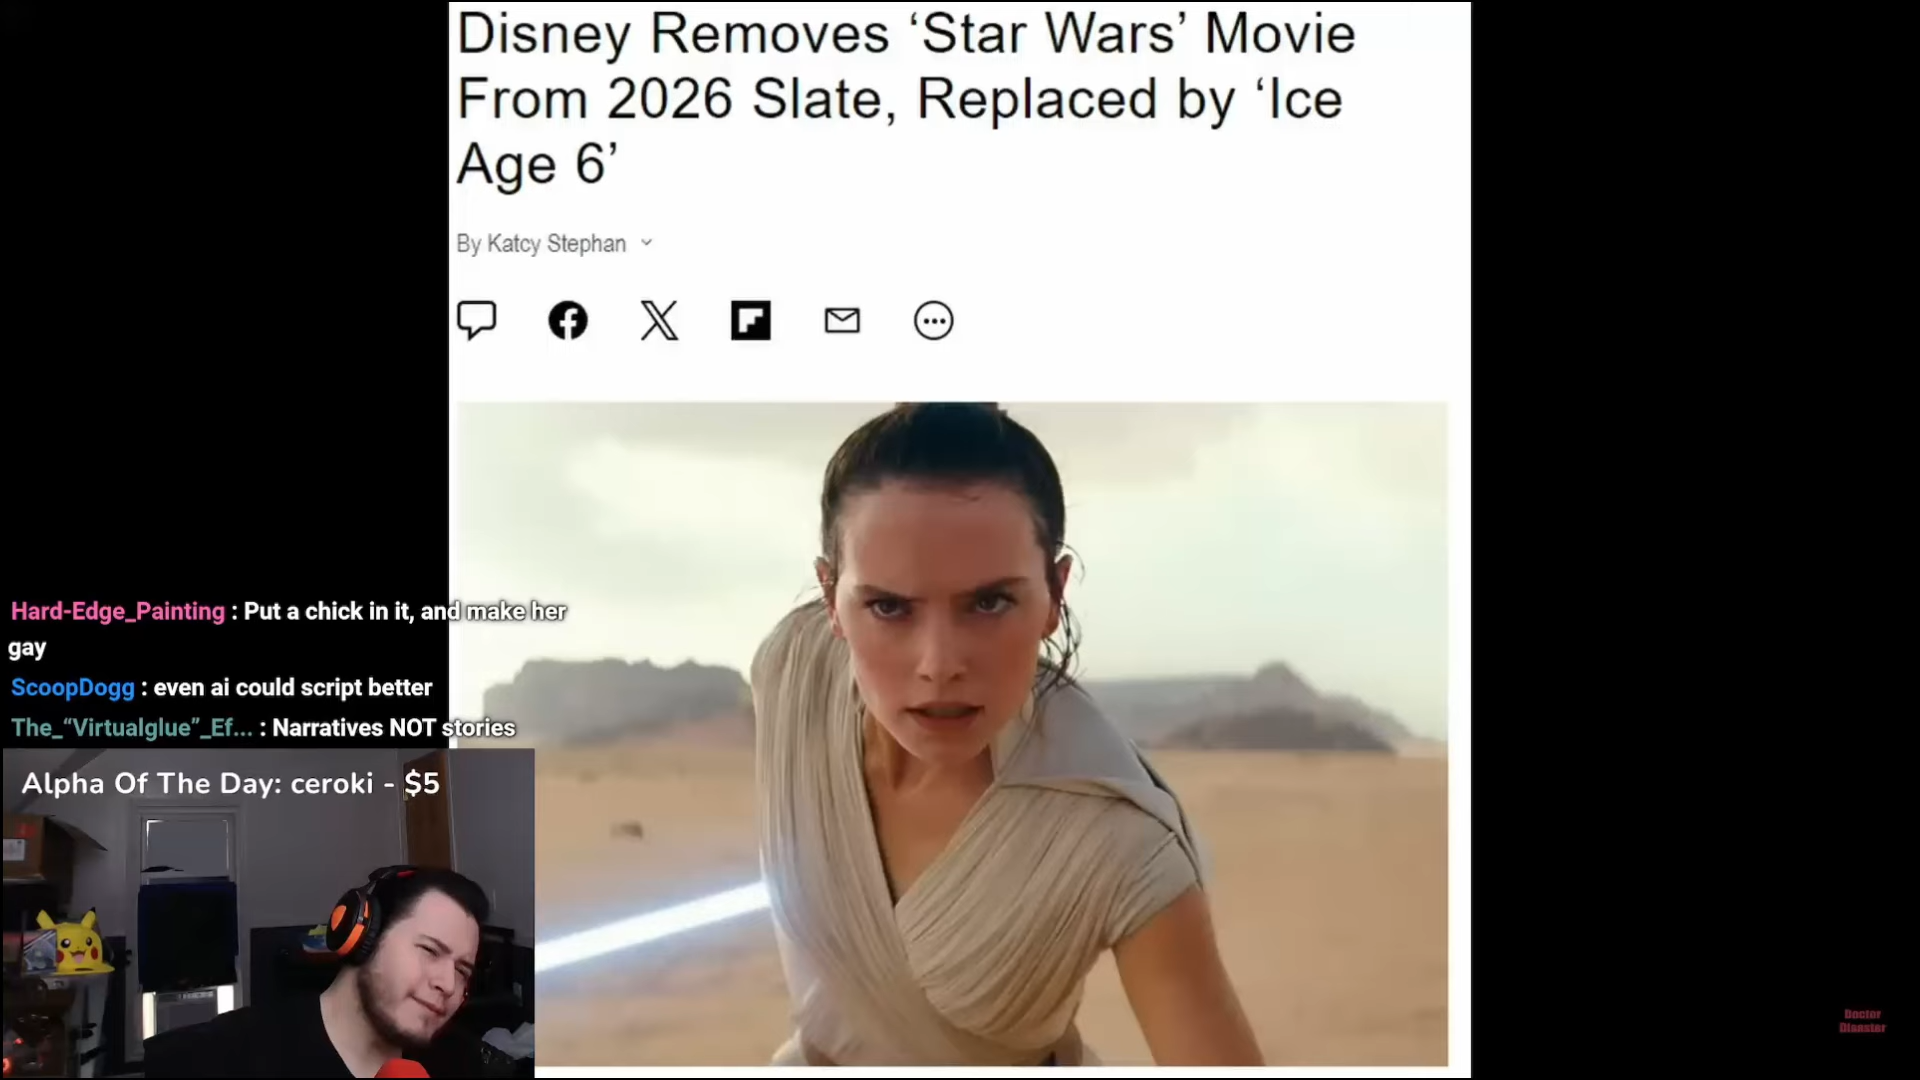 Disney Removes ‘Star Wars’ Movie
From 2026 Slate, Replaced by ‘Ice
Age 6’
By Katcy Stephan
Hard-Edge_Painting : Put a chick in it, and make her
gay
ScoopDogg : even ai could script better
The_“Virtualglue”_Ef... : Narratives NOT stories
Alpha Of The Day: ceroki - $5
Doctor
Disaster